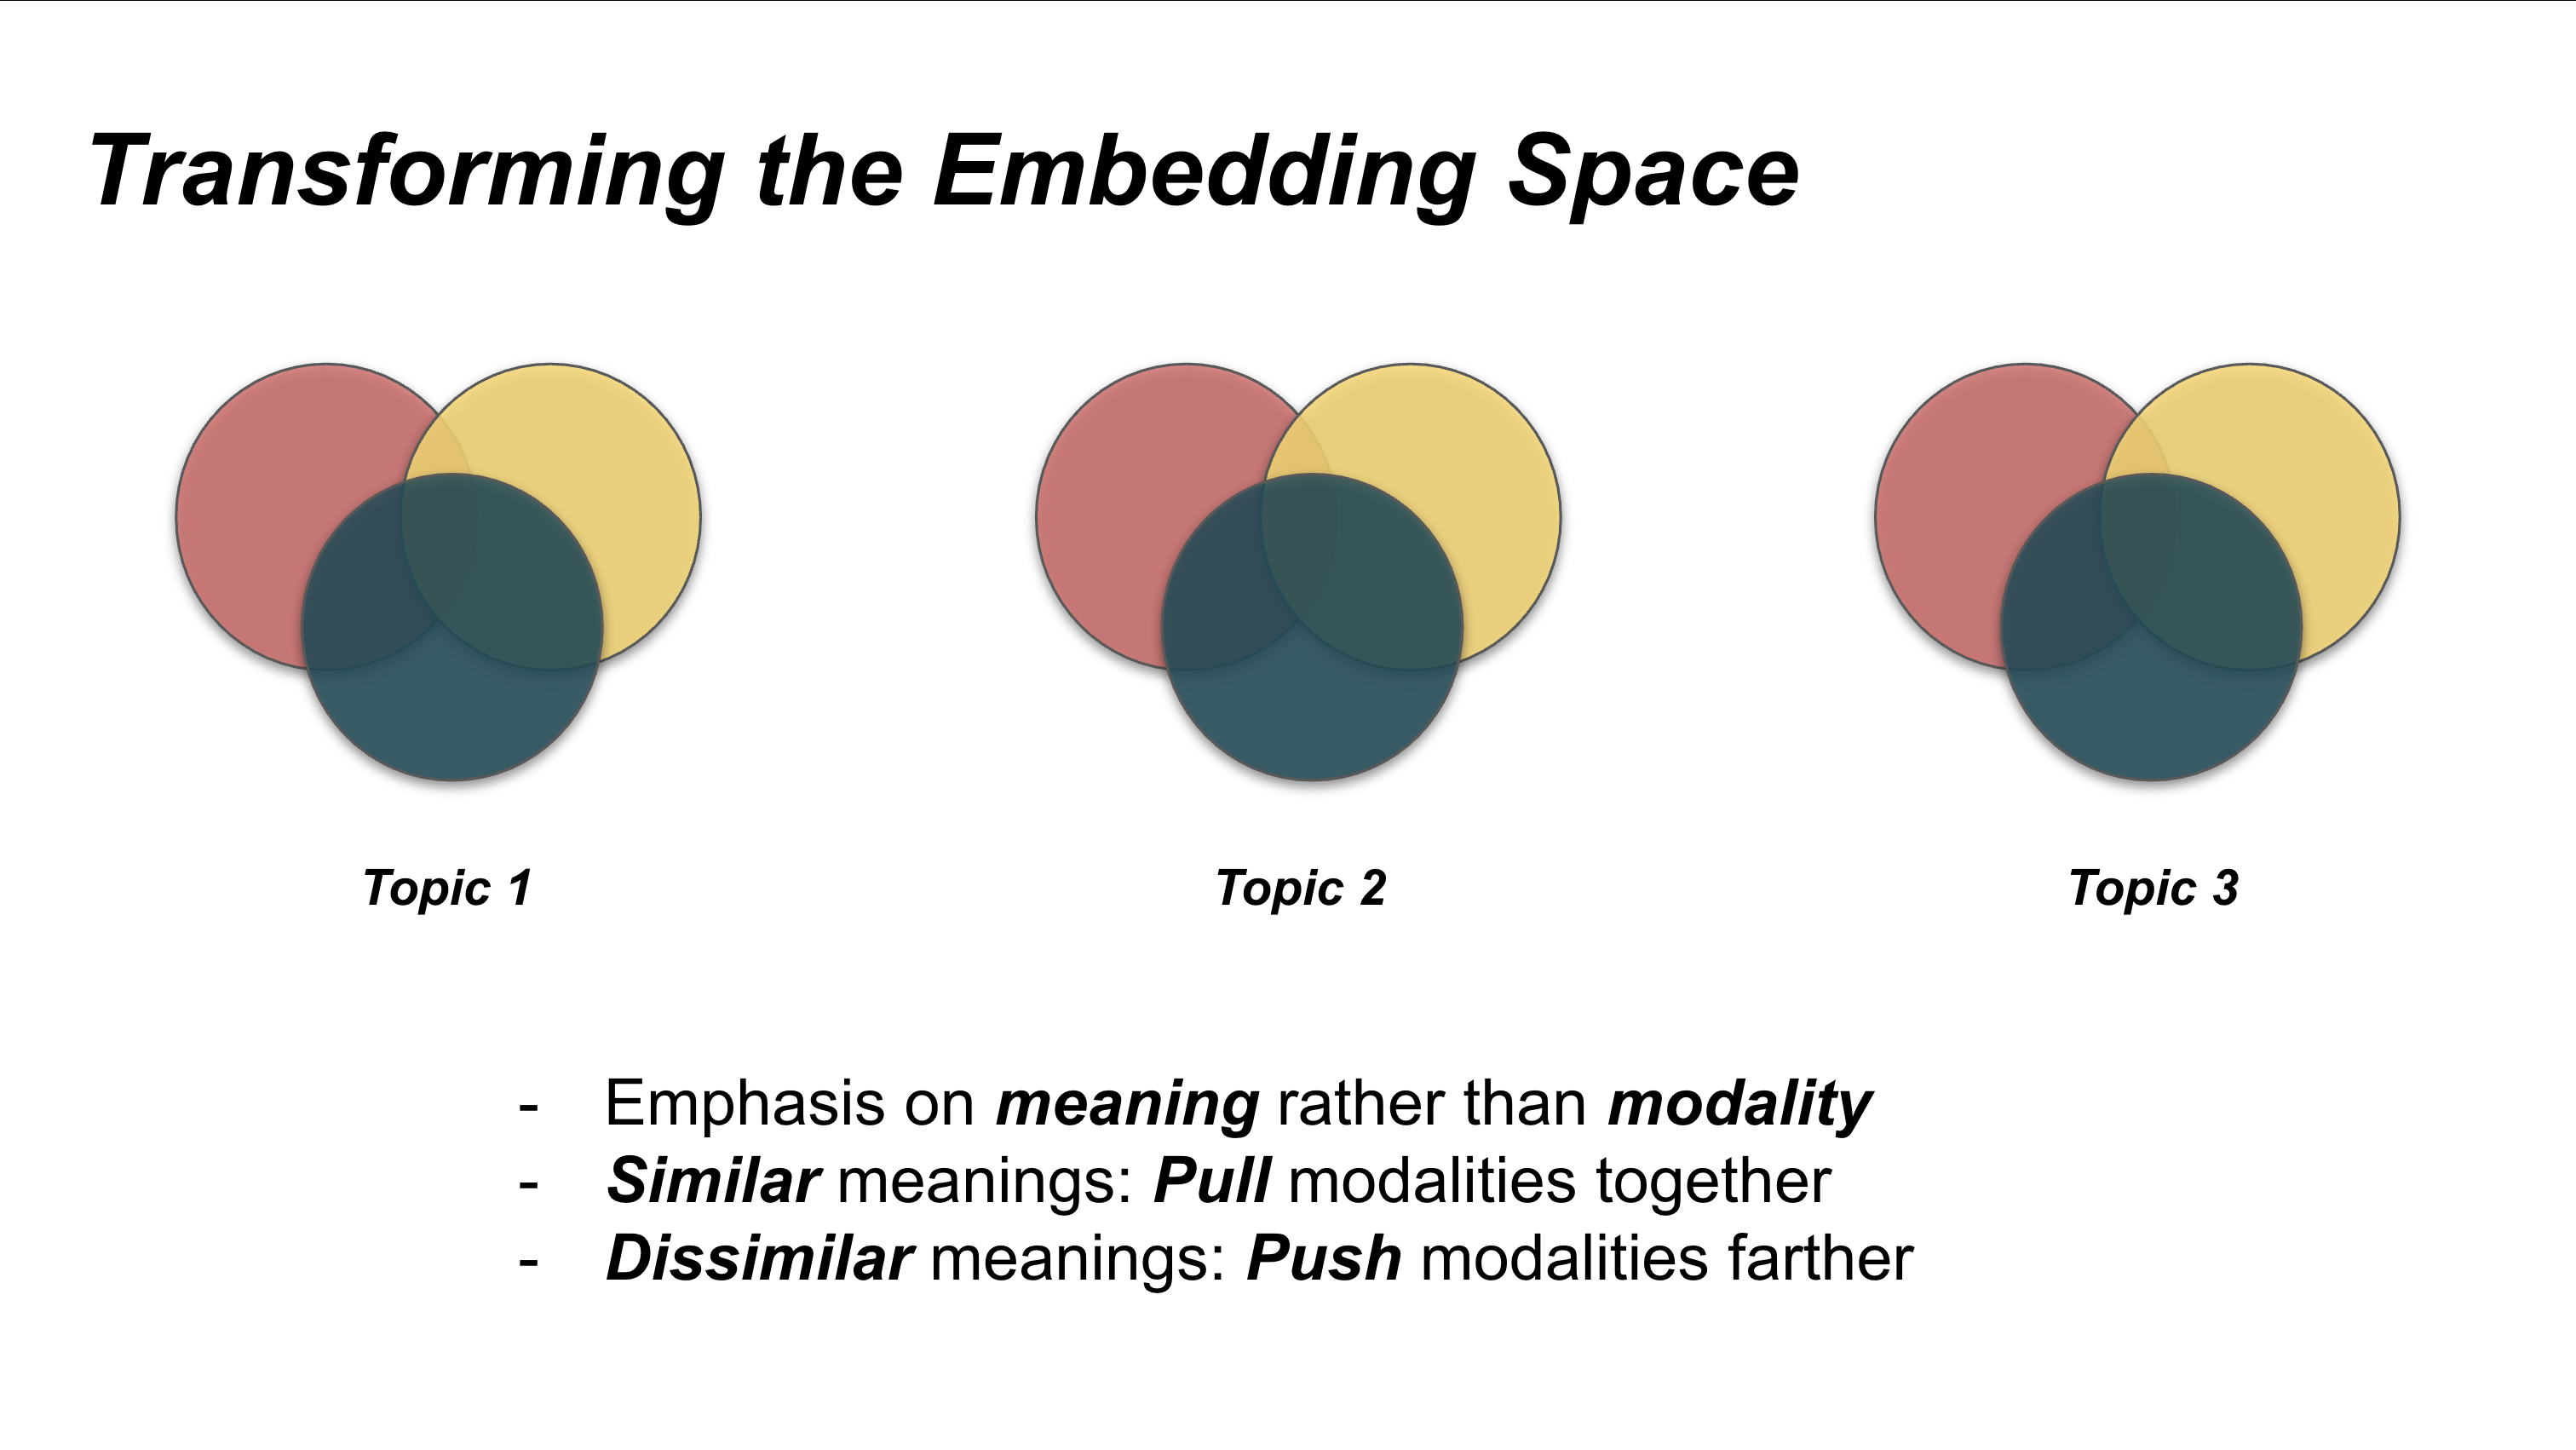 Transforming the Embedding Space
Topic 1
Topic 2
Topic 3
- Emphasis on meaning rather than modality
- Similar meanings: Pull modalities together
- Dissimilar meanings: Push modalities farther